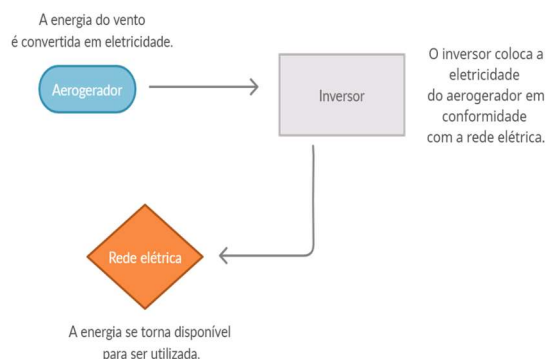 A energia do vento
é convertida em eletricidade.
Aerogerador
Inversor
O inversor coloca a
eletricidade
do aerogerador em
conformidade
com a rede elétrica.
Rede elétrica
A energia se torna disponível
para ser utilizada.